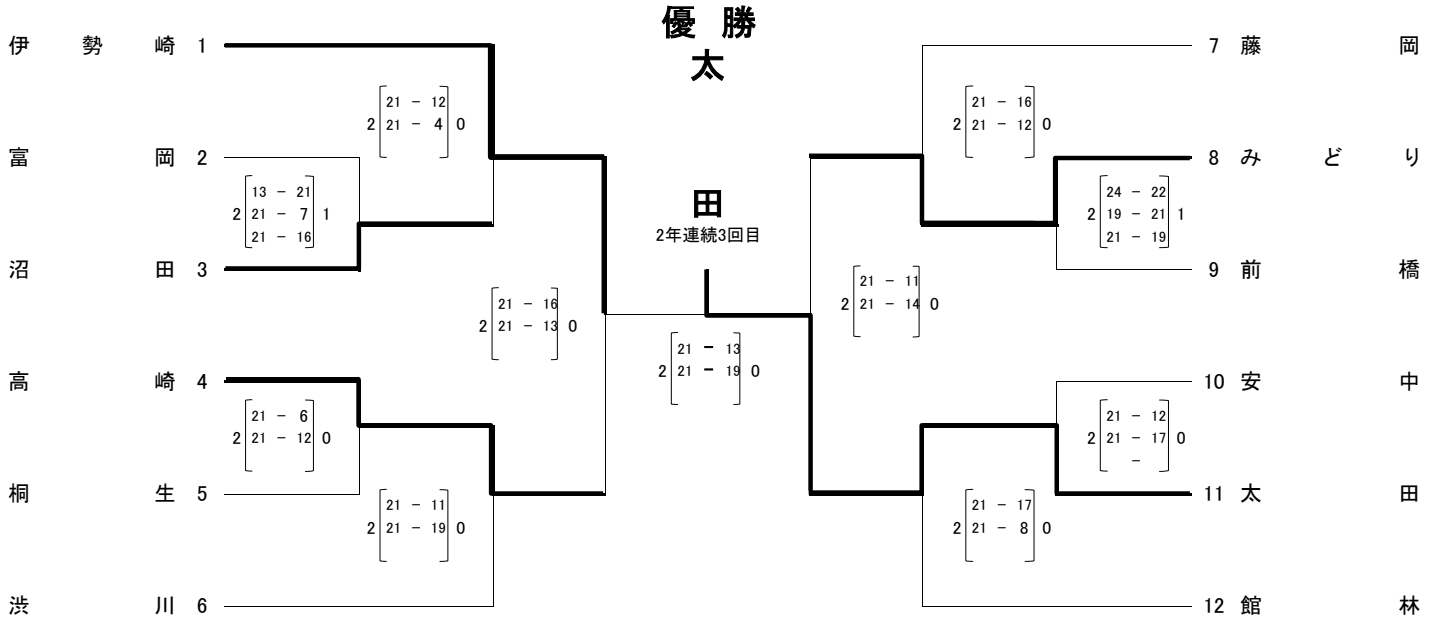 優 勝
太
田
2年連続3回目
伊 勢 崎 1
富 岡 2
沼 田 3
高 崎 4
桐 生 5
渋 川 6
21 - 12
2 21 - 4 0
13 - 21
2 21 - 7 1
21 - 16
21 - 16
2 21 - 13 0
21 - 6
2 21 - 12 0
21 - 11
2 21 - 19 0
21 - 13
2 21 - 19 0
7 藤 岡
8 み ど り
9 前 橋
10 安 中
11 太 田
12 館 林
21 - 16
2 21 - 12 0
24 - 22
2 19 - 21 1
21 - 19
21 - 11
2 21 - 14 0
21 - 12
2 21 - 17 0
-
21 - 17
2 21 - 8 0